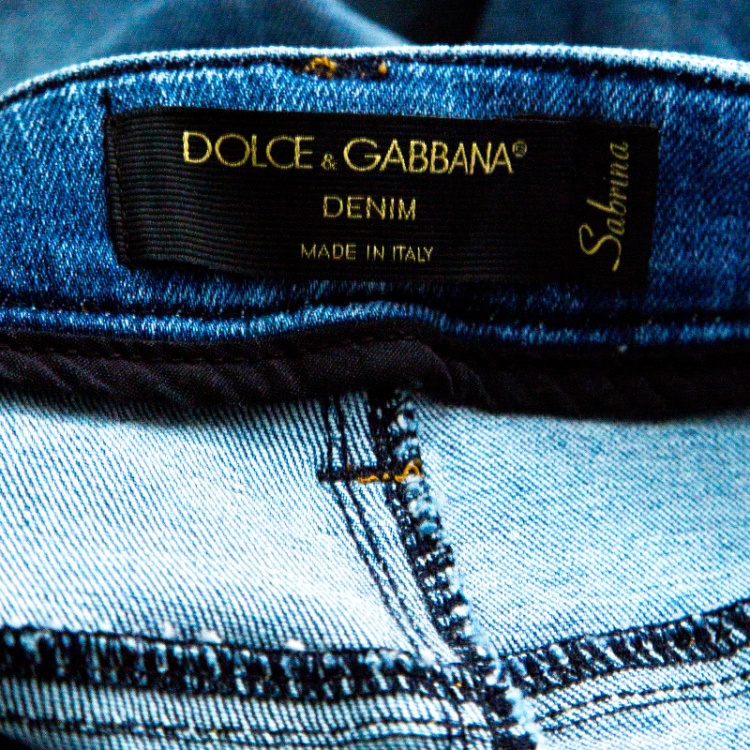 DOLCE & GABBANA®
DENIM
MADE IN ITALY
Sabrina